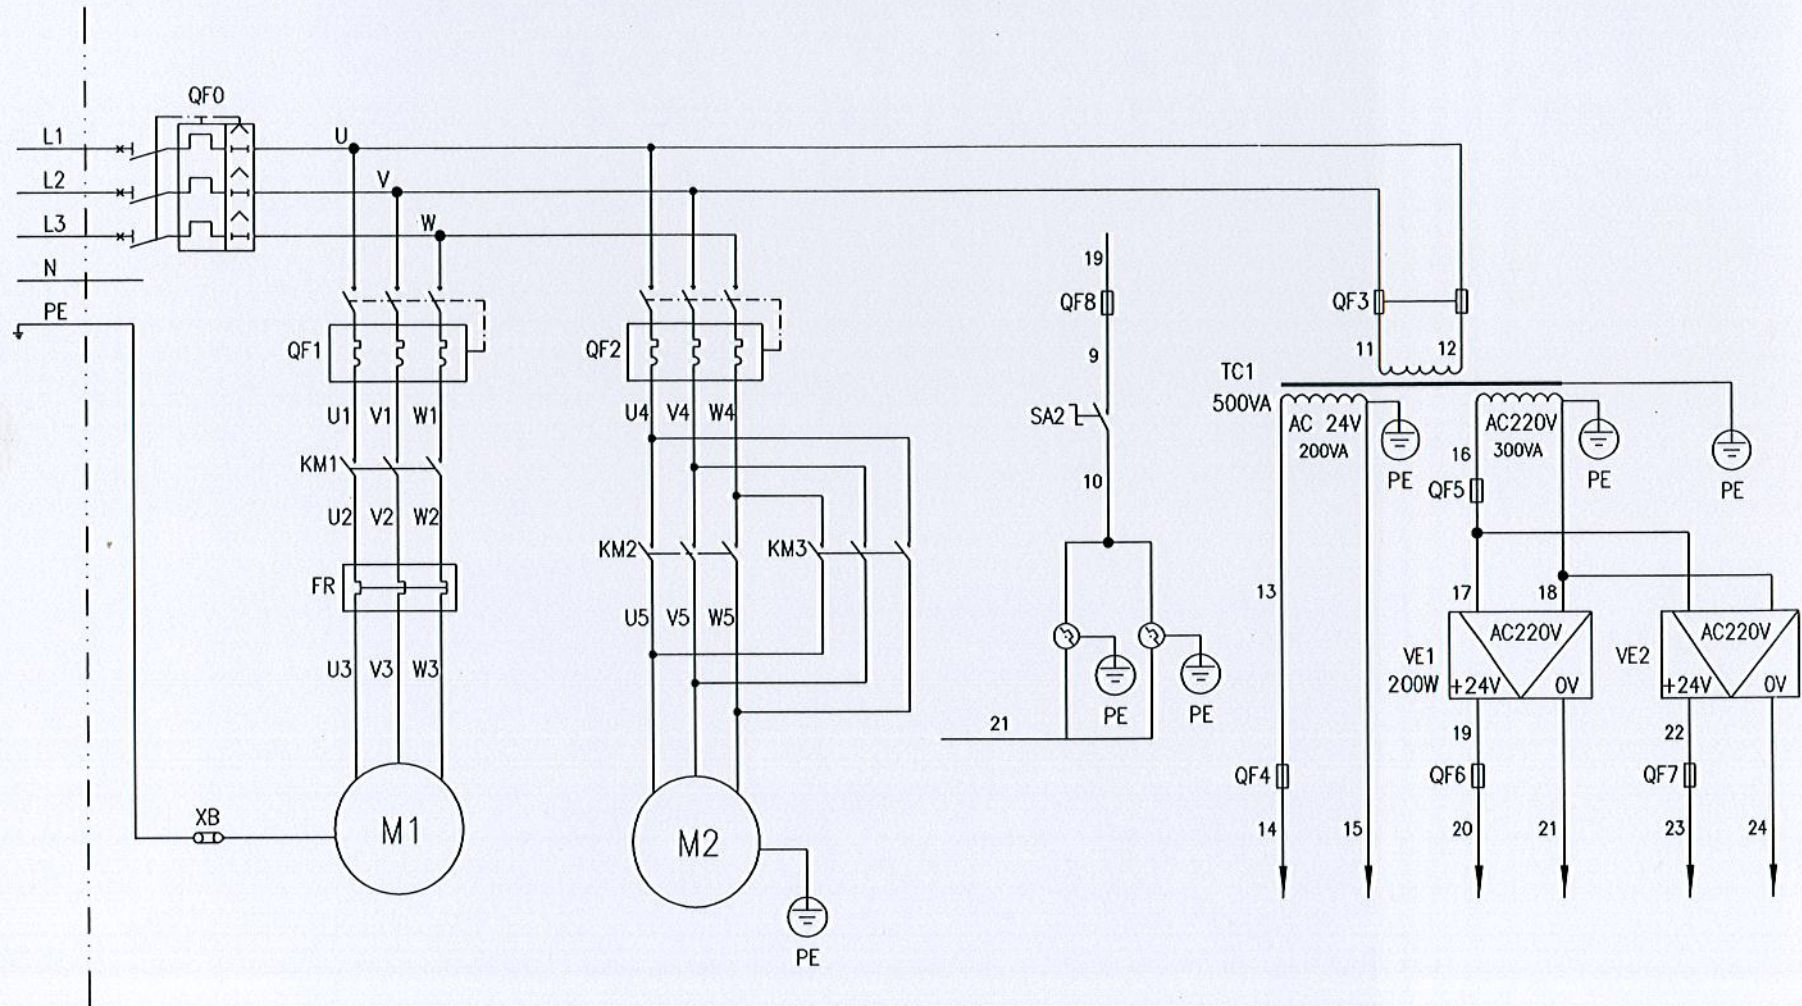 QF0
L1
U
L2
V
L3
W
N
19
PE
QF8
QF3
QF1
QF2
9
11
12
TC1
500VA
U1 V1 W1
U4 V4 W4
SA2
AC 24V
200VA
AC220V
300VA
KM1
16
10
PE
PE
PE
QF5
U2 V2 W2
KM2
KM3
FR
13
17
18
U5 V5 W5
AC220V
AC220V
VE1
200W
VE2
U3 V3 W3
+24V
0V
+24V
0V
PE
PE
21
19
22
QF4
QF6
QF7
XB
M1
M2
14
15
20
21
23
24
PE